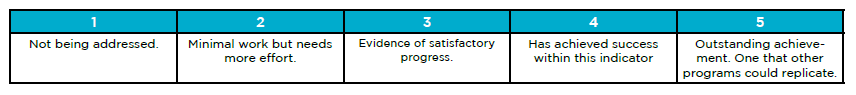 1 2 3 4 5
Not being addressed.
Minimal work but needs
more effort.
Evidence of satisfactory
progress.
Has achieved success
within this indicator
Outstanding achieve-
ment. One that other
programs could replicate.